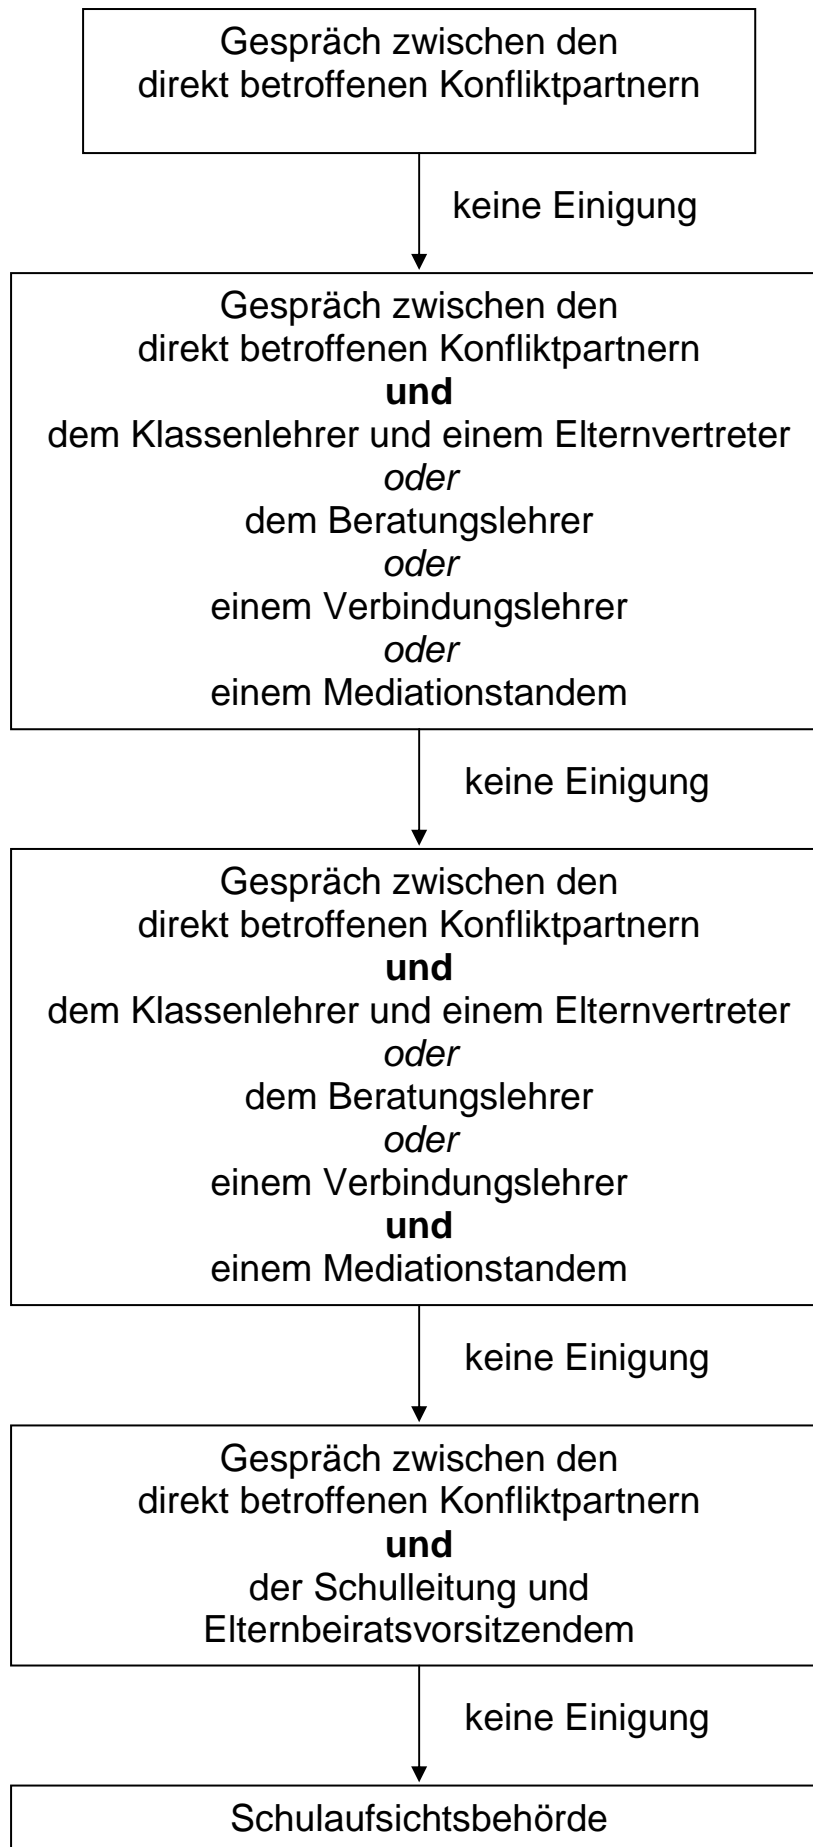 Gespräch zwischen den
direkt betroffenen Konfliktpartnern
keine Einigung
Gespräch zwischen den
direkt betroffenen Konfliktpartnern
und
dem Klassenlehrer und einem Elternvertreter
oder
dem Beratungslehrer
oder
einem Verbindungslehrer
oder
einem Mediationstandem
keine Einigung
Gespräch zwischen den
direkt betroffenen Konfliktpartnern
und
dem Klassenlehrer und einem Elternvertreter
oder
dem Beratungslehrer
oder
einem Verbindungslehrer
und
einem Mediationstandem
keine Einigung
Gespräch zwischen den
direkt betroffenen Konfliktpartnern
und
der Schulleitung und
Elternbeiratsvorsitzendem
keine Einigung
Schulaufsichtsbehörde